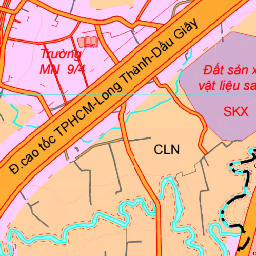 Trường
MN 9/4
Đ.cao tốc TPHCM-Long Thành-Dầu Giây
Đất sản x
vật liệu sa
SKX
CLN